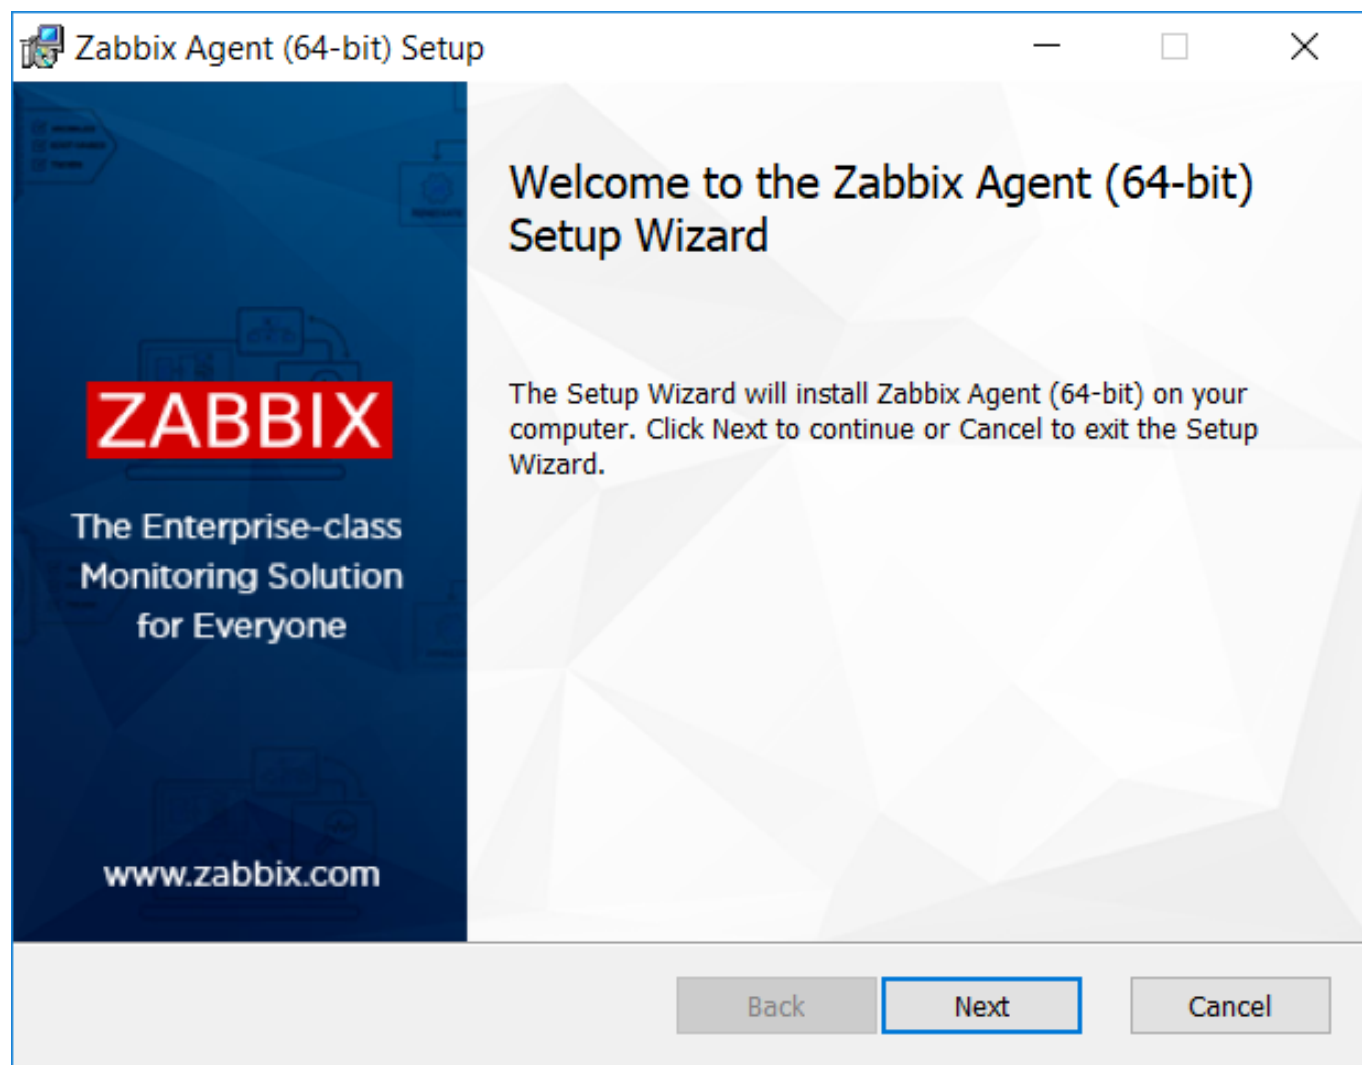 Zabbix Agent (64-bit) Setup
Welcome to the Zabbix Agent (64-bit)
Setup Wizard
The Setup Wizard will install Zabbix Agent (64-bit) on your
computer. Click Next to continue or Cancel to exit the Setup
Wizard.
ZABBIX
The Enterprise-class
Monitoring Solution
for Everyone
www.zabbix.com
Back
Next
Cancel